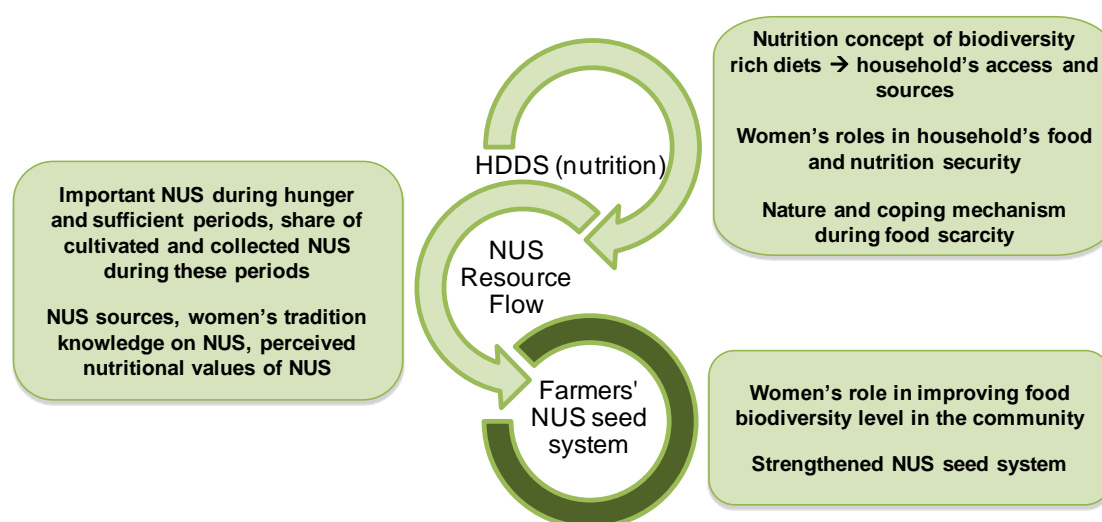 Nutrition concept of biodiversity
rich diets → household's access and
sources
Women's roles in household's food
and nutrition security
Nature and coping mechanism
during food scarcity
HDDS (nutrition)
Important NUS during hunger
and sufficient periods, share of
cultivated and collected NUS
during these periods
NUS sources, women's tradition
knowledge on NUS, perceived
nutritional values of NUS
NUS
Resource
Flow
Farmers'
NUS seed
system
Women's role in improving food
biodiversity level in the community
Strengthened NUS seed system